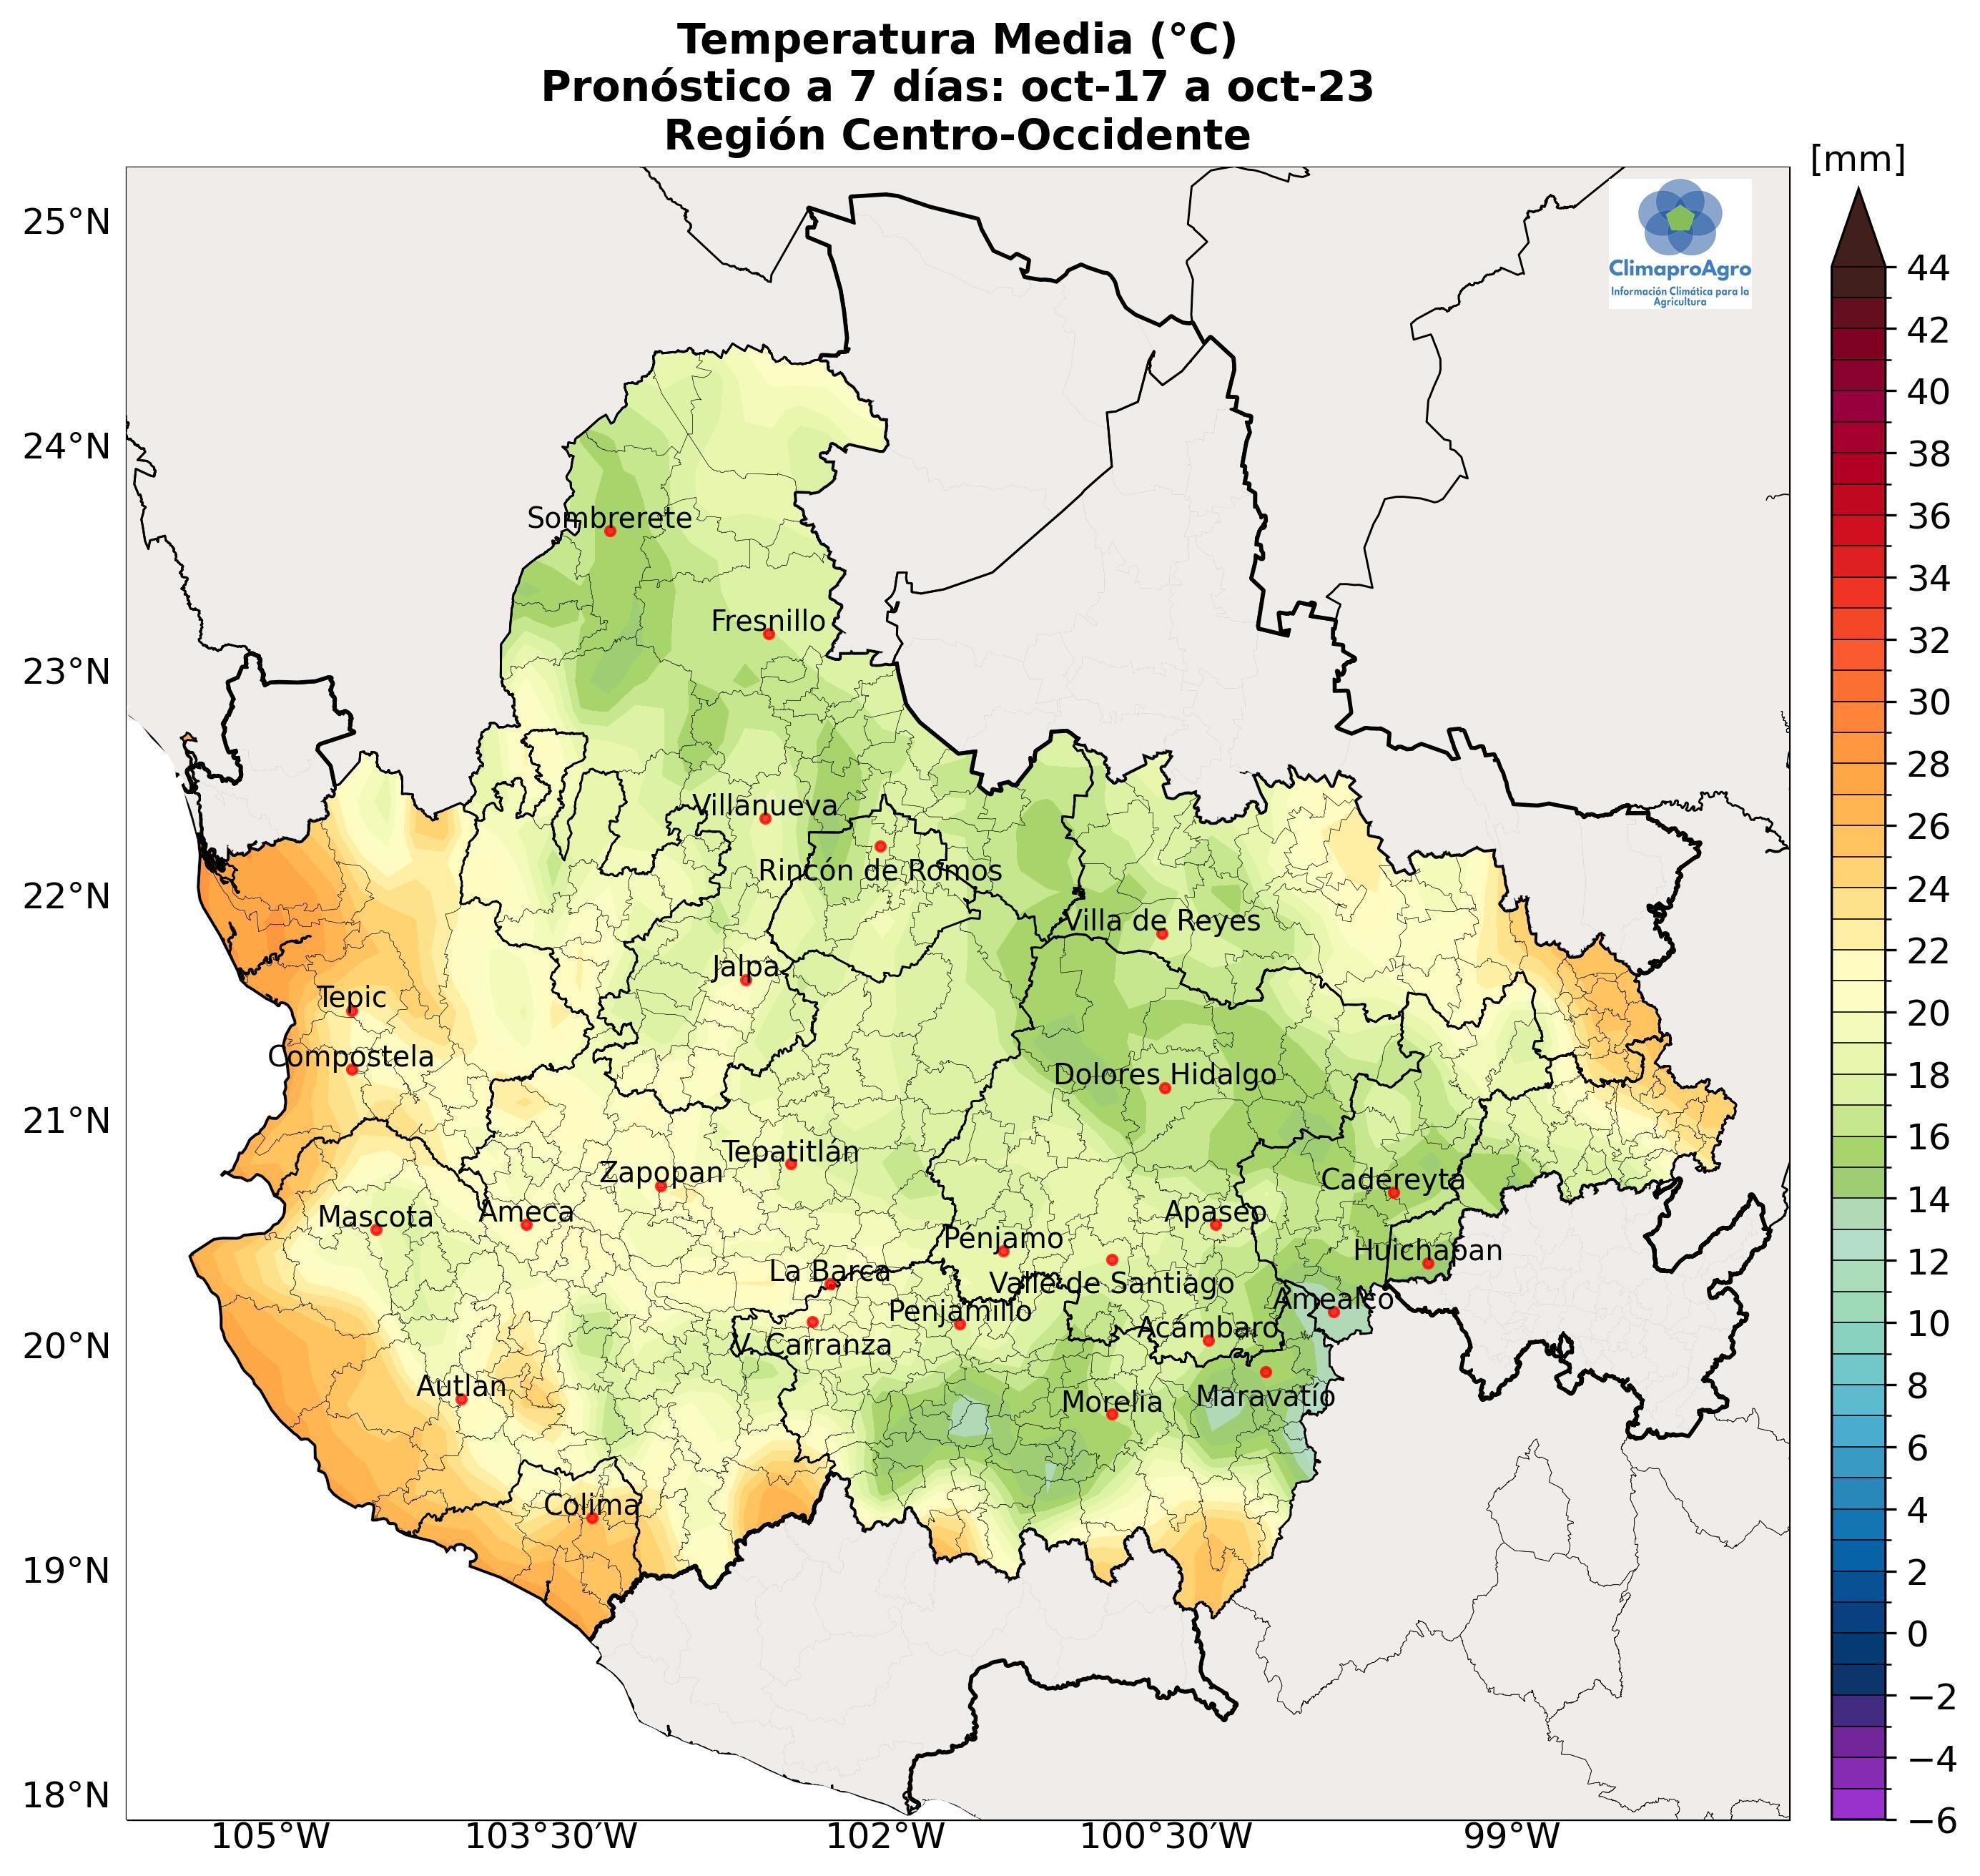 Temperatura Media (°C)
Pronóstico a 7 días: oct-17 a oct-23
Región Centro-Occidente
[mm]
ClimaproAgro
Información Climática para la
Agricultura
25°N
24°N
23°N
22°N
21°N
20°N
19°N
18°N
Sombrerete
Fresnillo
Villanueva
Rincón de Romos
Villa de Reyes
Jalpa
Tepic
Compostela
Dolores Hidalgo
Tepatitlán
Zapopan
Cadereyta
Mascota
Ameca
Apaseo
Pénjamo
Huichapan
La Barca
Valle de Santiago
Amealco
Penjamillo
Acámbaro
V. Carranza
Autlan
Maravatío
Morelia
Colima
105°W
103°30′W
102°W
100°30′W
99°W
44
42
40
38
36
34
32
30
28
26
24
22
20
18
16
14
12
10
8
6
4
2
0
−2
−4
−6